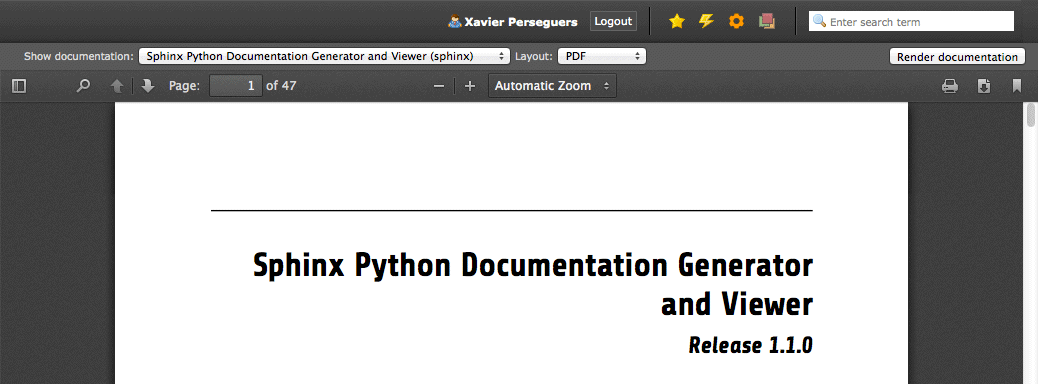 Xavier Perseguers Logout Enter search term
Show documentation: Sphinx Python Documentation Generator and Viewer (sphinx) Layout: PDF Render documentation
Page: 1 of 47 Automatic Zoom
Sphinx Python Documentation Generator
and Viewer
Release 1.1.0